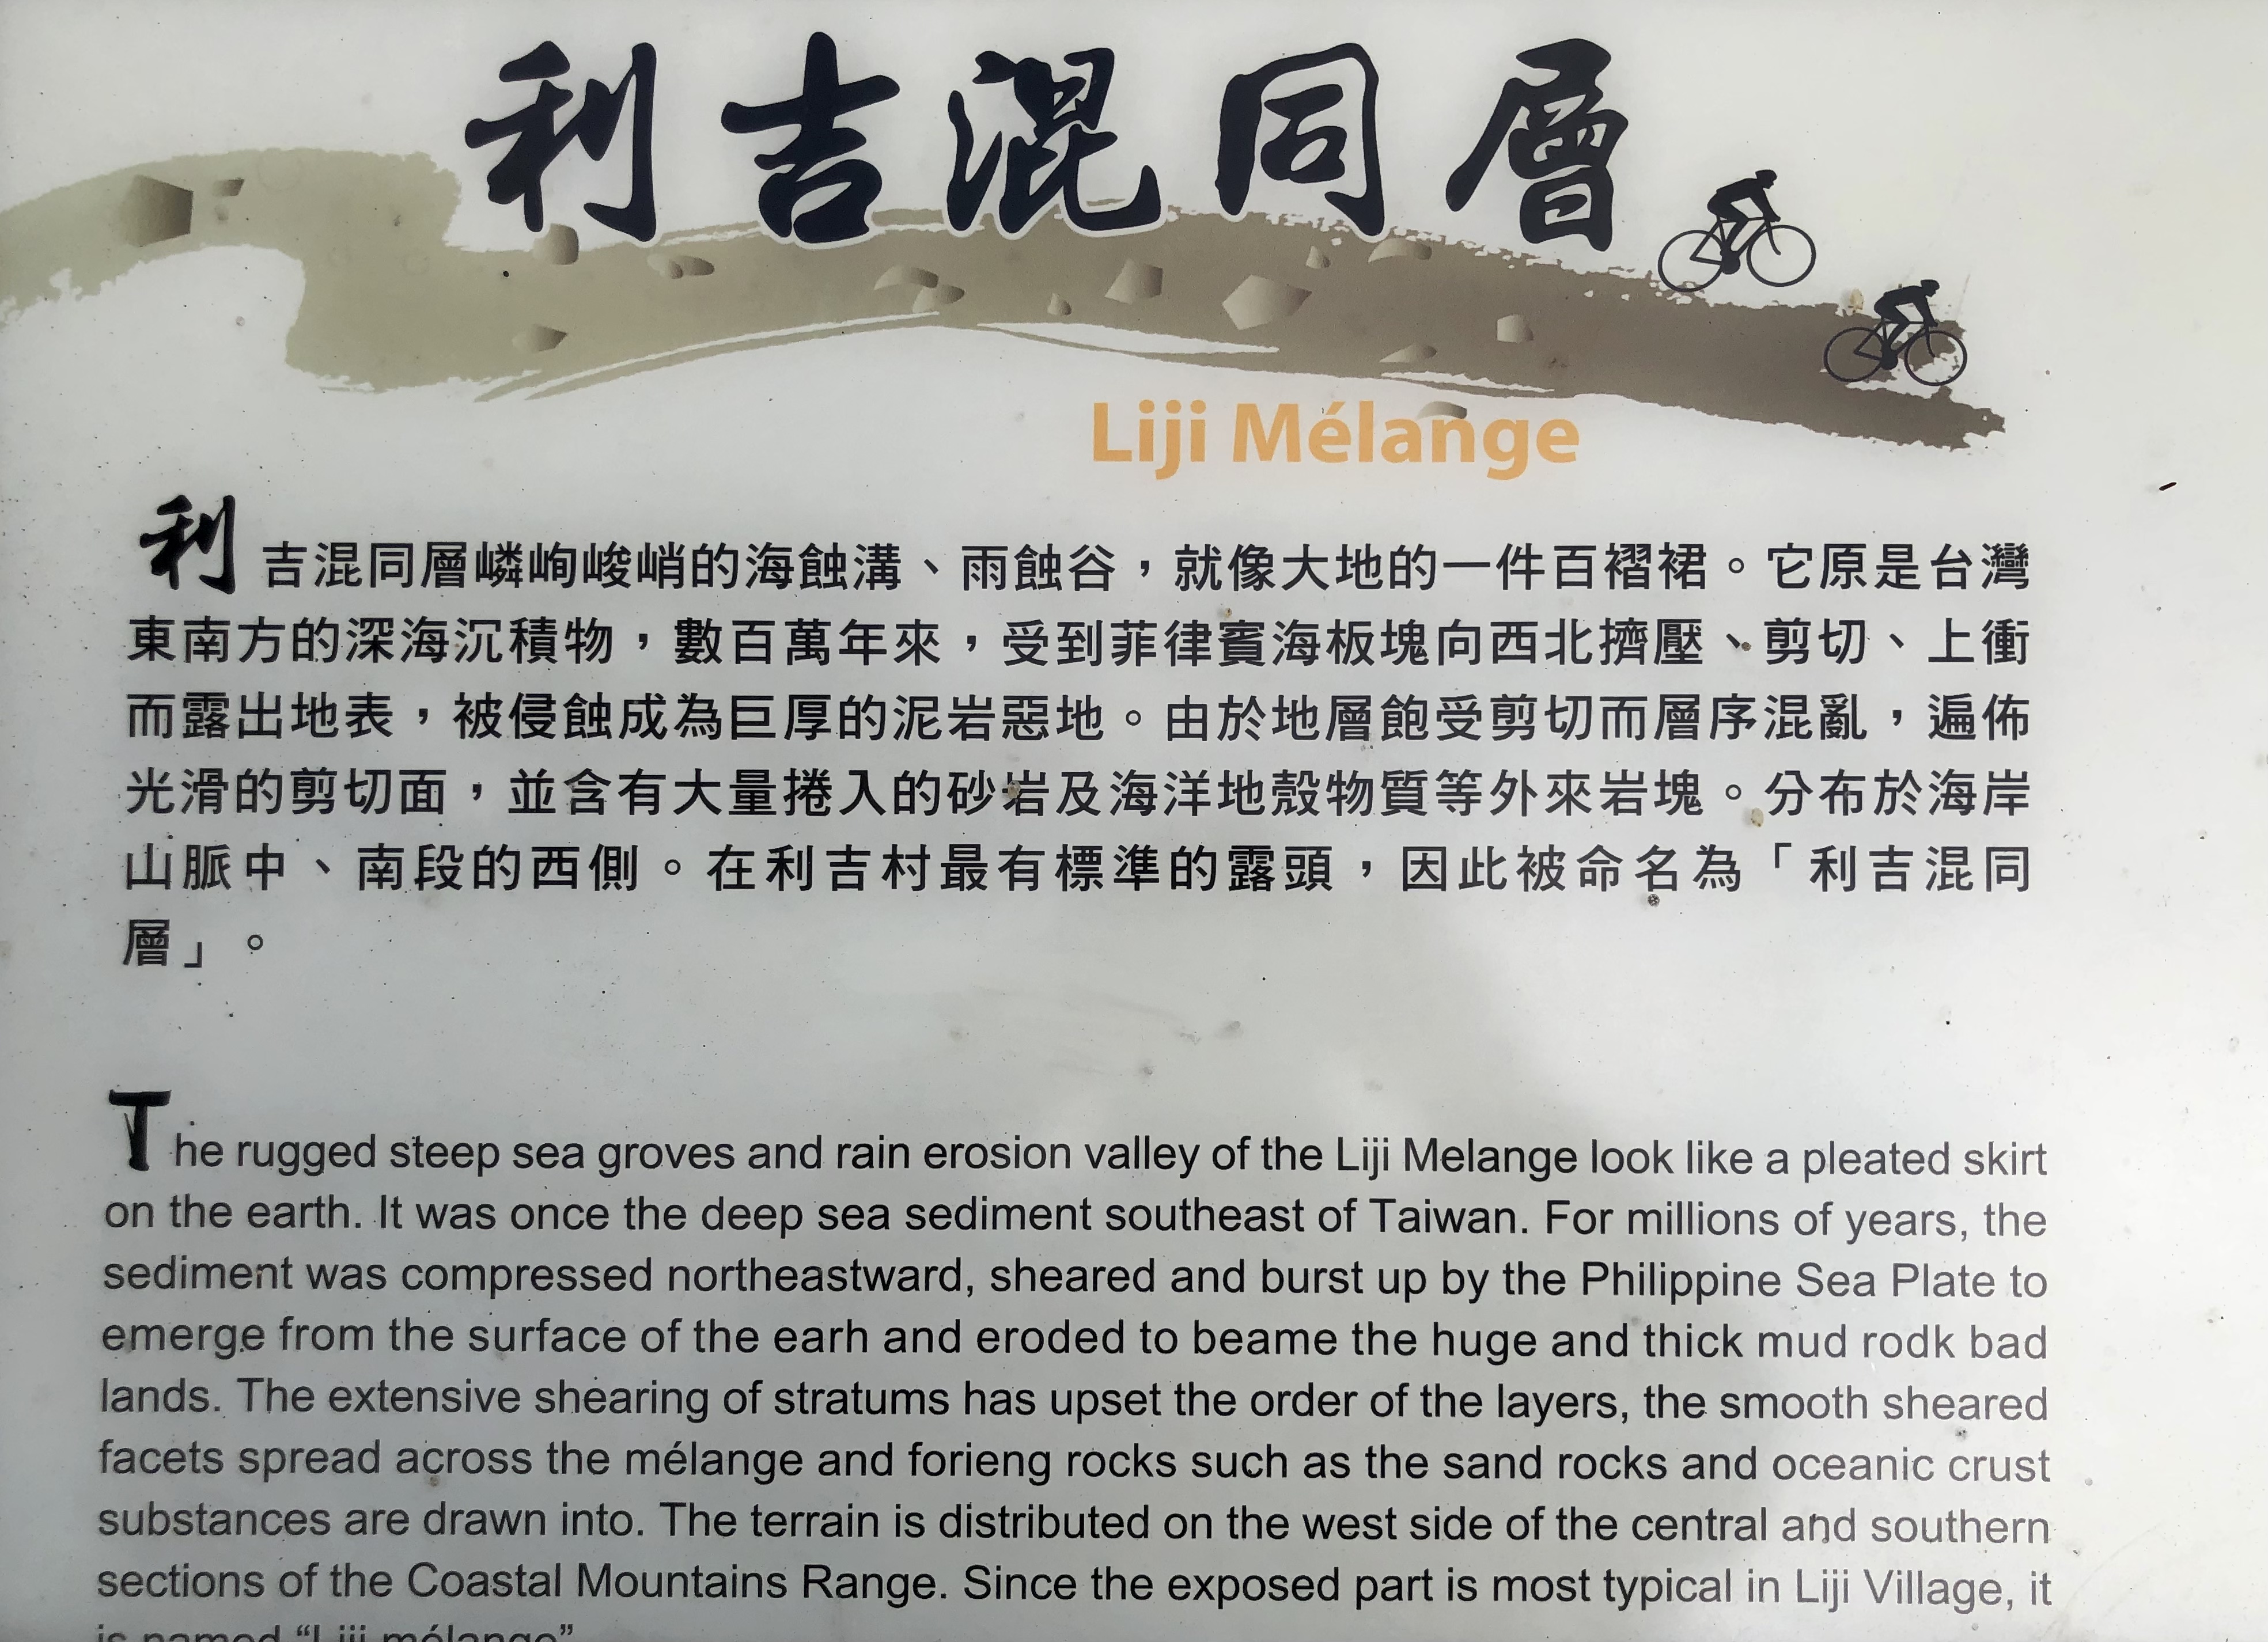 利吉混同層
Liji Mélange
利吉混同層嶙峋峻峭的海蝕溝、雨蝕谷，就像大地的一件百褶裙。它原是台灣
東南方的深海沉積物，數百萬年來，受到菲律賓海板塊向西北擠壓、剪切、上衝
而露出地表，被侵蝕成為巨厚的泥岩惡地。由於地層飽受剪切而層序混亂，遍佈
光滑的剪切面，並含有大量捲入的砂岩及海洋地殼物質等外來岩塊。分布於海岸
山脈中、南段的西側。在利吉村最有標準的露頭，因此被命名為「利吉混同
層」。
The rugged steep sea groves and rain erosion valley of the Liji Melange look like a pleated skirt
on the earth. It was once the deep sea sediment southeast of Taiwan. For millions of years, the
sediment was compressed northeastward, sheared and burst up by the Philippine Sea Plate to
emerge from the surface of the earh and eroded to beame the huge and thick mud rodk bad
lands. The extensive shearing of stratums has upset the order of the layers, the smooth sheared
facets spread across the mélange and forieng rocks such as the sand rocks and oceanic crust
substances are drawn into. The terrain is distributed on the west side of the central and southern
sections of the Coastal Mountains Range. Since the exposed part is most typical in Liji Village, it
is named “Liji mélange”